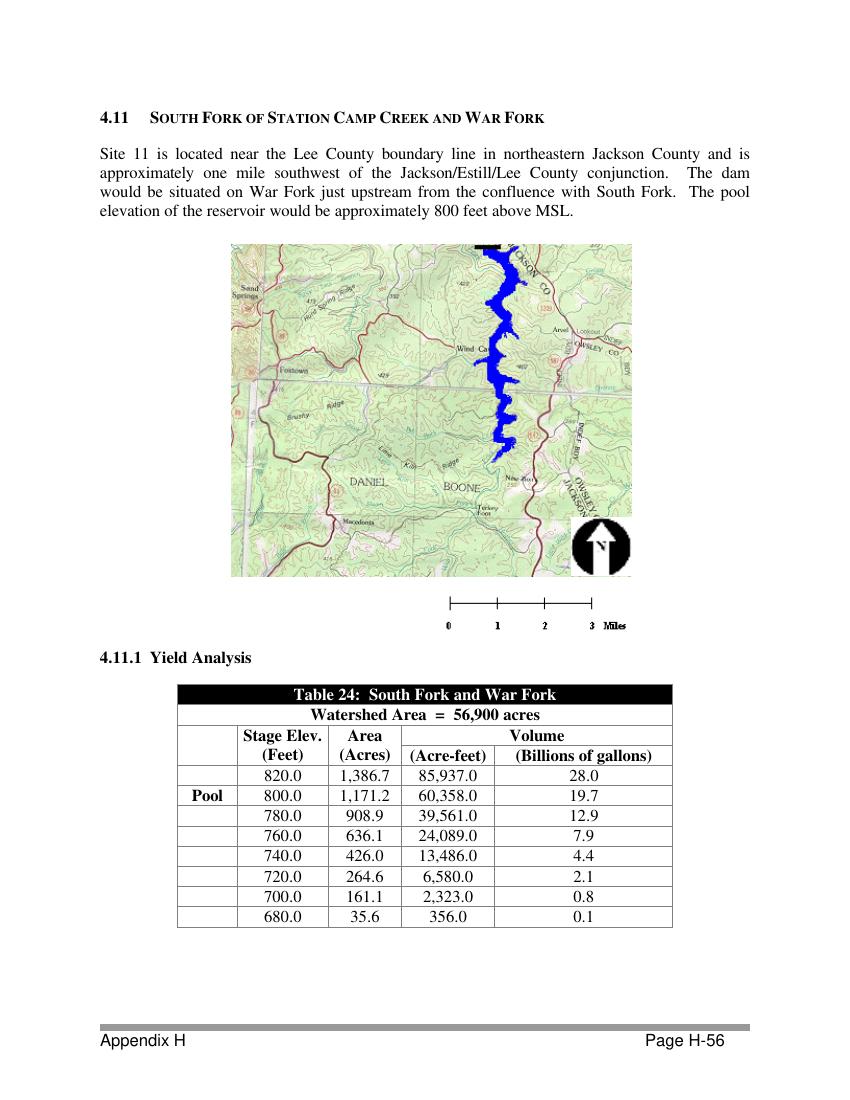 4.11 SOUTH FORK OF STATION CAMP CREEK AND WAR FORK
Site 11 is located near the Lee County boundary line in northeastern Jackson County and is
approximately one mile southwest of the Jackson/Estill/Lee County conjunction. The dam
would be situated on War Fork just upstream from the confluence with South Fork. The pool
elevation of the reservoir would be approximately 800 feet above MSL.
JACKSON CO
Sand
Springs
Hurd Spring Ridge
Arvel
Lookout
OWSLEY CO
Wind Ca
Foxtown
Brushy Ridge
Lime Kiln Ridge
DANIEL BOONE
New Zion
Turkey
Foot
Macedonia
OWSLEY C
JACKSON
N
0 1 2 3 Miles
4.11.1 Yield Analysis
Table 24: South Fork and War Fork
Watershed Area = 56,900 acres
Stage Elev. Area Volume
(Feet) (Acres) (Acre-feet) (Billions of gallons)
820.0 1,386.7 85,937.0 28.0
Pool 800.0 1,171.2 60,358.0 19.7
780.0 908.9 39,561.0 12.9
760.0 636.1 24,089.0 7.9
740.0 426.0 13,486.0 4.4
720.0 264.6 6,580.0 2.1
700.0 161.1 2,323.0 0.8
680.0 35.6 356.0 0.1
Appendix H Page H-56